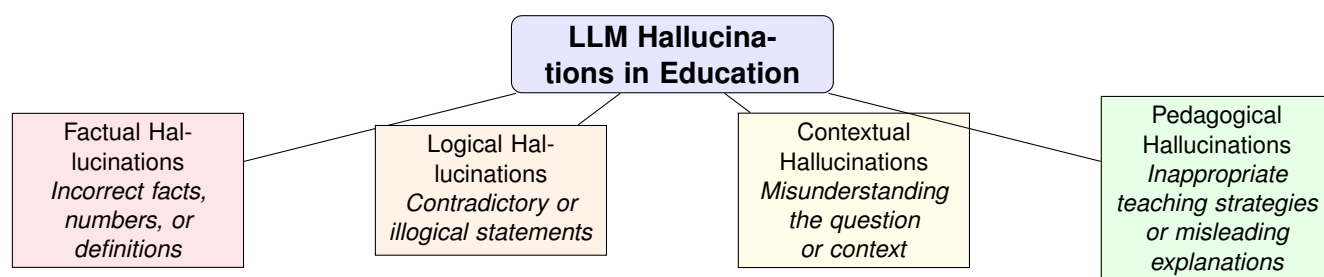 LLM Hallucina-
tions in Education
Factual Hal-
lucinations
Incorrect facts,
numbers, or
definitions
Logical Hal-
lucinations
Contradictory or
illogical statements
Contextual
Hallucinations
Misunderstanding
the question
or context
Pedagogical
Hallucinations
Inappropriate
teaching strategies
or misleading
explanations